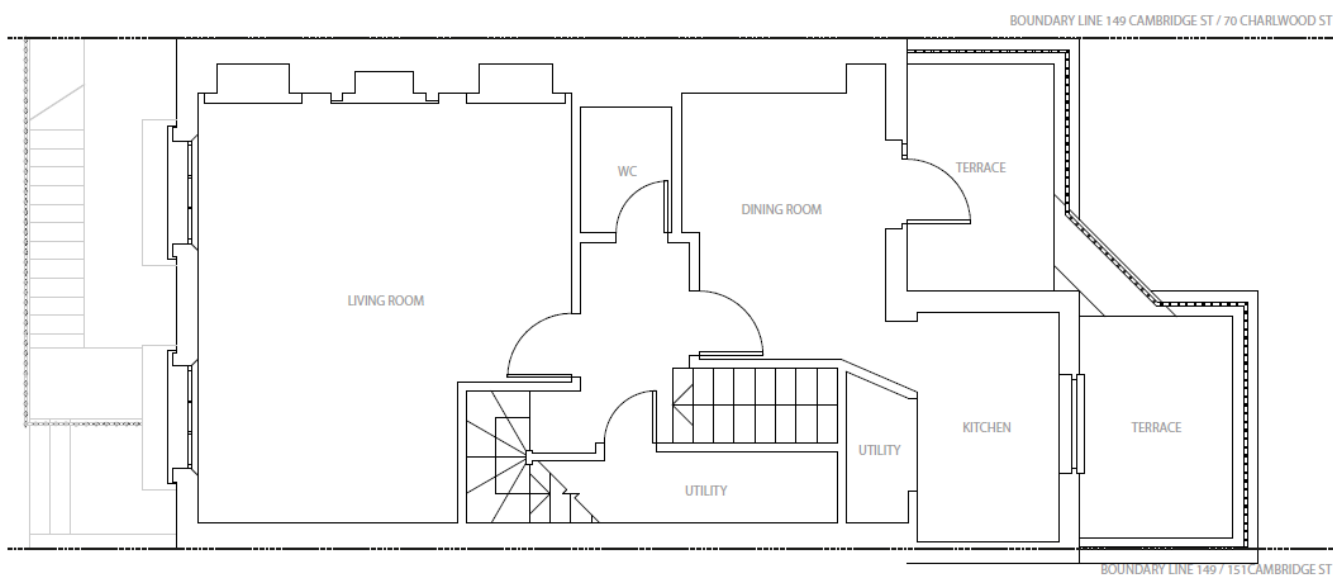 BOUNDARY LINE 149 CAMBRIDGE ST / 70 CHARLWOOD ST
WC
TERRACE
DINING ROOM
LIVING ROOM
KITCHEN
TERRACE
UTILITY
UTILITY
BOUNDARY LINE 149 / 151CAMBRIDGE ST